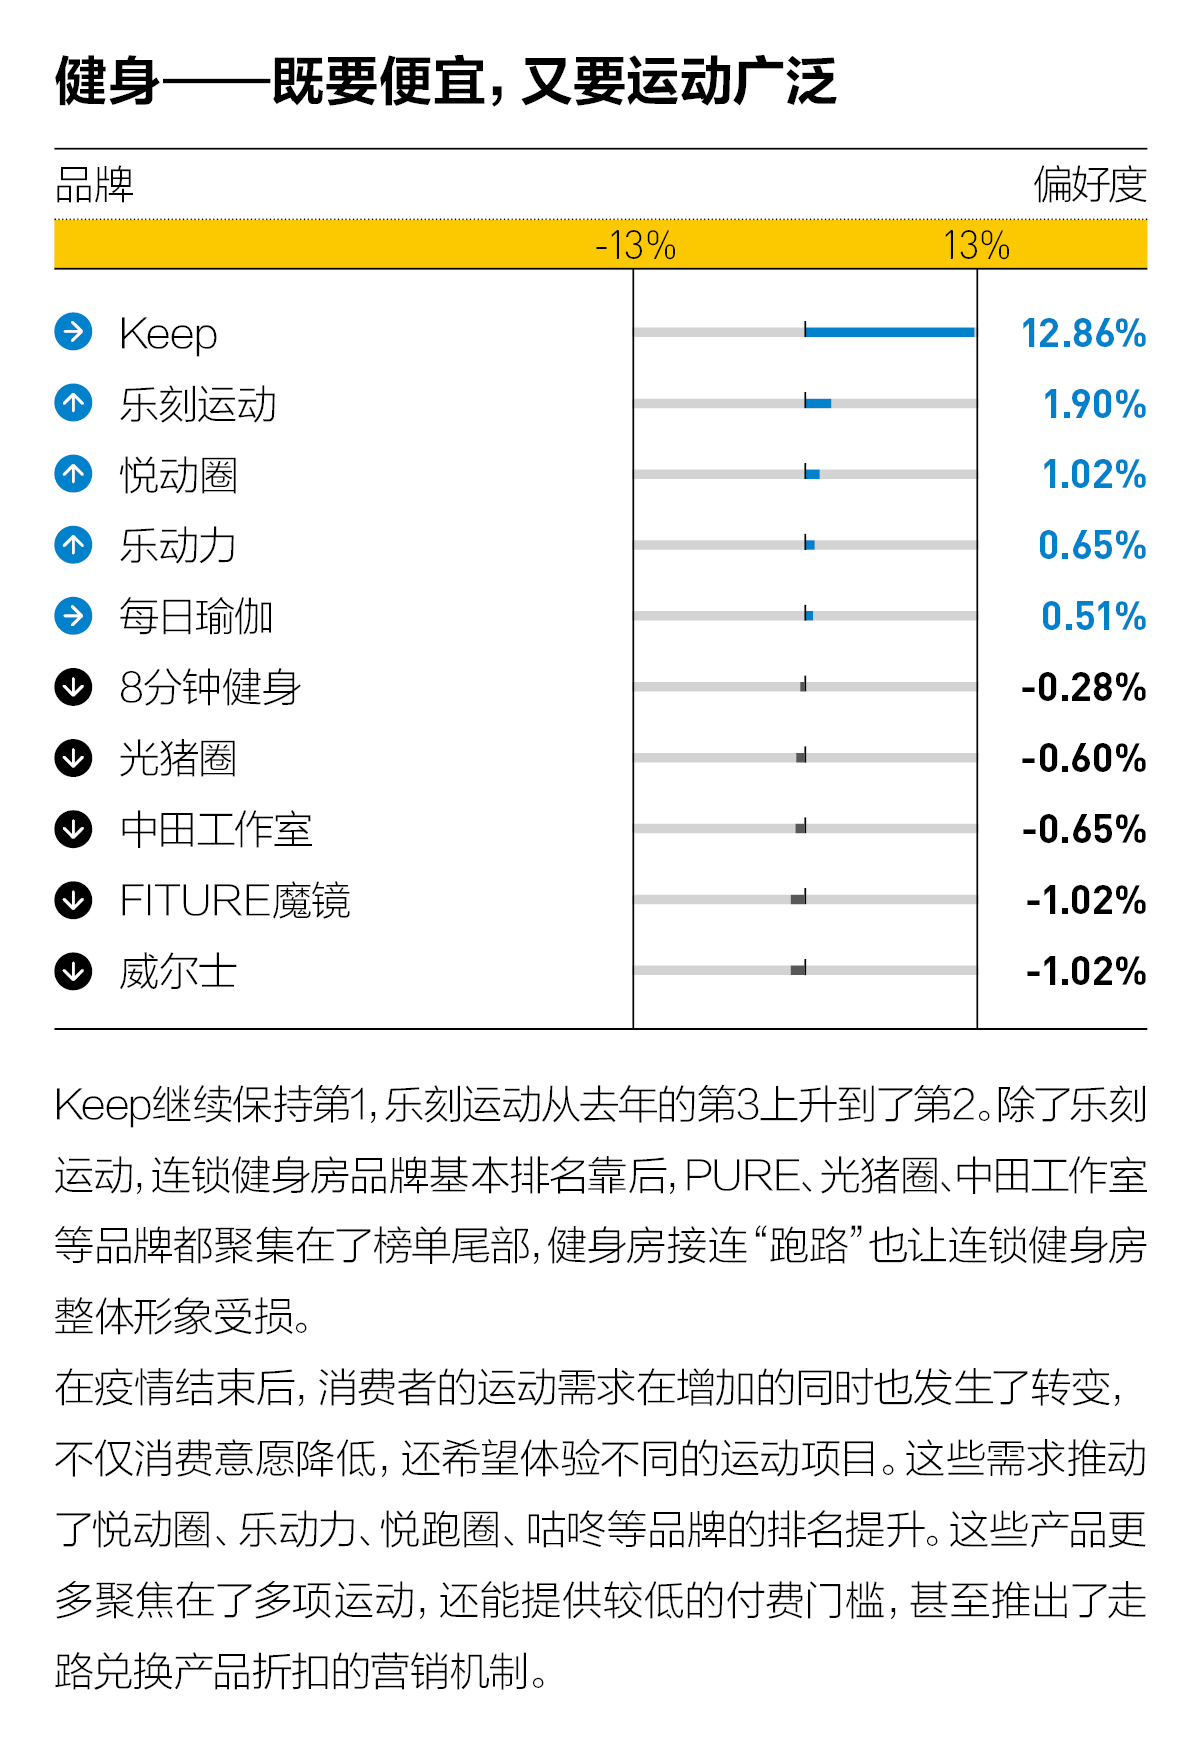 健身——既要便宜，又要运动广泛
品牌 偏好度
-13% 13%
Keep 12.86%
乐刻运动 1.90%
悦动圈 1.02%
乐动力 0.65%
每日瑜伽 0.51%
8分钟健身 -0.28%
光猪圈 -0.60%
中田工作室 -0.65%
FITURE魔镜 -1.02%
威尔士 -1.02%
Keep继续保持第1，乐刻运动从去年的第3上升到了第2。除了乐刻
运动，连锁健身房品牌基本排名靠后，PURE、光猪圈、中田工作室
等品牌都聚集在了榜单尾部，健身房接连“跑路”也让连锁健身房
整体形象受损。
在疫情结束后，消费者的运动需求在增加的同时也发生了转变，
不仅消费意愿降低，还希望体验不同的运动项目。这些需求推动
了悦动圈、乐动力、悦跑圈、咕咚等品牌的排名提升。这些产品更
多聚焦在了多项运动，还能提供较低的付费门槛，甚至推出了走
路兑换产品折扣的营销机制。